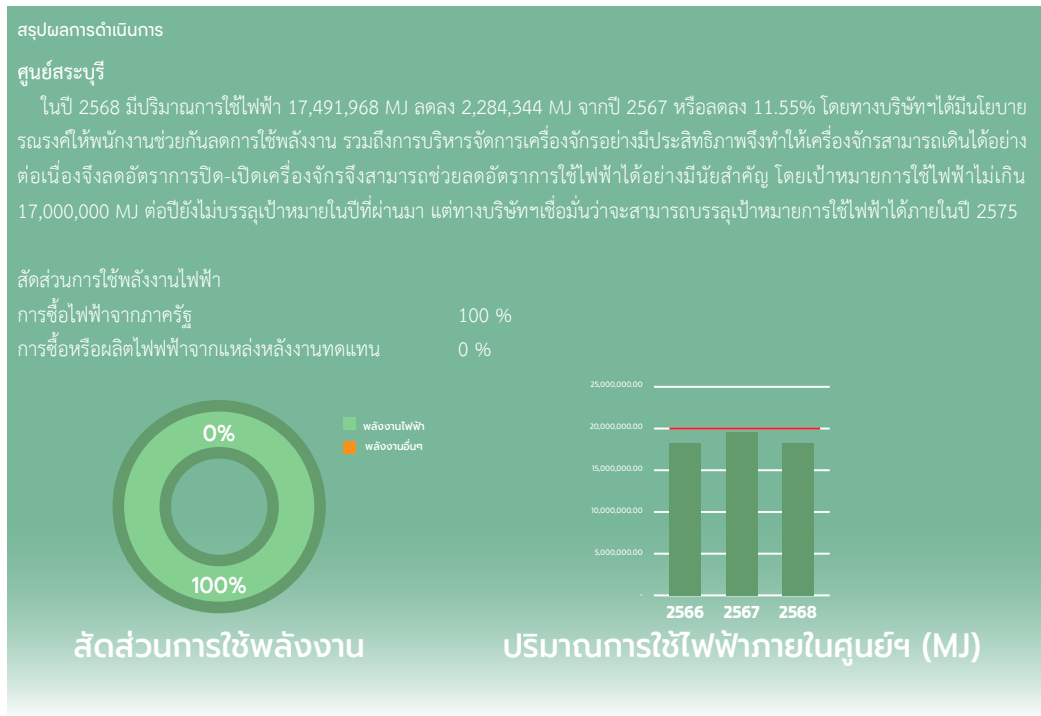 สรุปผลการดำเนินการ
ศูนย์สระบุรี
ในปี 2568 มีปริมาณการใช้ไฟฟ้า 17,491,968 MJ ลดลง 2,284,344 MJ จากปี 2567 หรือลดลง 11.55% โดยทางบริษัทฯได้มีนโยบาย
รณรงค์ให้พนักงานช่วยกันลดการใช้พลังงาน รวมถึงการบริหารจัดการเครื่องจักรอย่างมีประสิทธิภาพจึงทำให้เครื่องจักรสามารถเดินได้อย่าง
ต่อเนื่องจึงลดอัตราการปิด-เปิดเครื่องจักรจึงสามารถช่วยลดอัตราการใช้ไฟฟ้าได้อย่างมีนัยสำคัญ โดยเป้าหมายการใช้ไฟฟ้าไม่เกิน
17,000,000 MJ ต่อปียังไม่บรรลุเป้าหมายในปีที่ผ่านมา แต่ทางบริษัทฯเชื่อมั่นว่าจะสามารถบรรลุเป้าหมายการใช้ไฟฟ้าได้ภายในปี 2575
สัดส่วนการใช้พลังงานไฟฟ้า
การซื้อไฟฟ้าจากภาครัฐ 100 %
การซื้อหรือผลิตไฟฟฟ้าจากแหล่งหลังงานทดแทน 0 %
0%
100%
พลังงานไฟฟ้า
พลังงานอื่นๆ
สัดส่วนการใช้พลังงาน
25,000,000.00
20,000,000.00
15,000,000.00
10,000,000.00
5,000,000.00
-
2566 2567 2568
ปริมาณการใช้ไฟฟ้าภายในศูนย์ฯ (MJ)